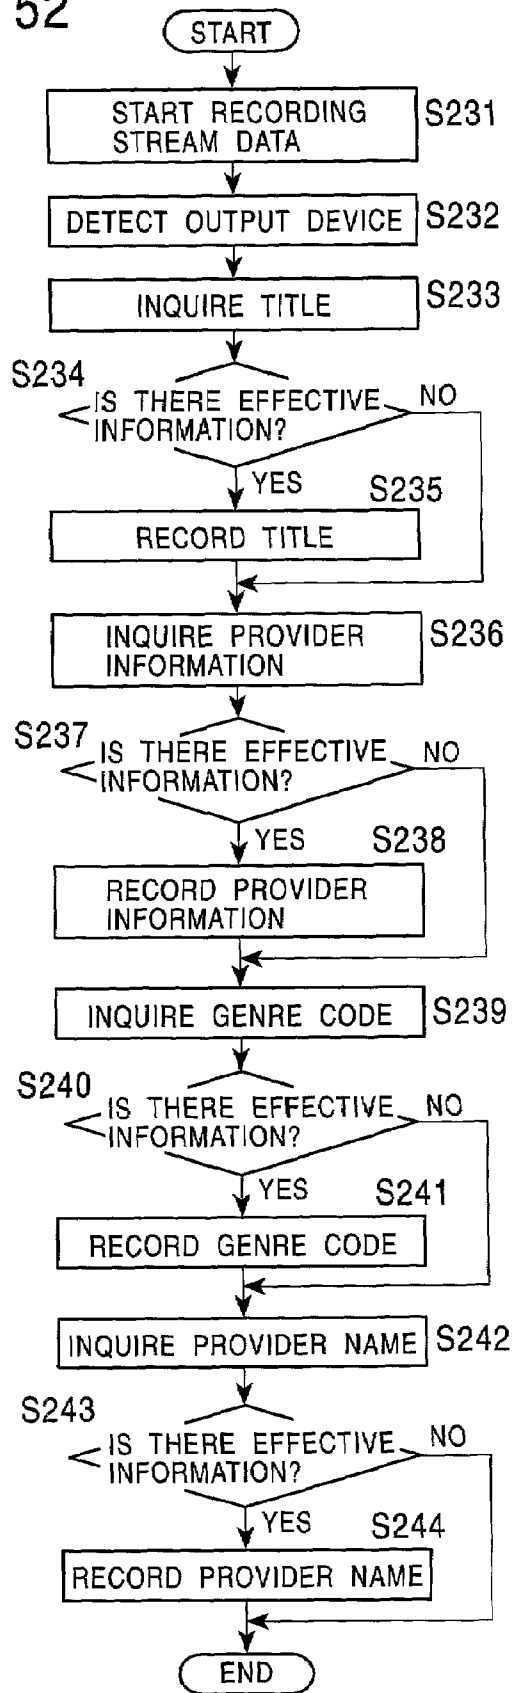 52
START
START RECORDING
STREAM DATA
S231
DETECT OUTPUT DEVICE
S232
INQUIRE TITLE
S233
S234
IS THERE EFFECTIVE
INFORMATION?
NO
YES
S235
RECORD TITLE
INQUIRE PROVIDER
INFORMATION
S236
S237
IS THERE EFFECTIVE
INFORMATION?
NO
YES
S238
RECORD PROVIDER
INFORMATION
INQUIRE GENRE CODE
S239
S240
IS THERE EFFECTIVE
INFORMATION?
NO
YES
S241
RECORD GENRE CODE
INQUIRE PROVIDER NAME
S242
S243
IS THERE EFFECTIVE
INFORMATION?
NO
YES
S244
RECORD PROVIDER NAME
END